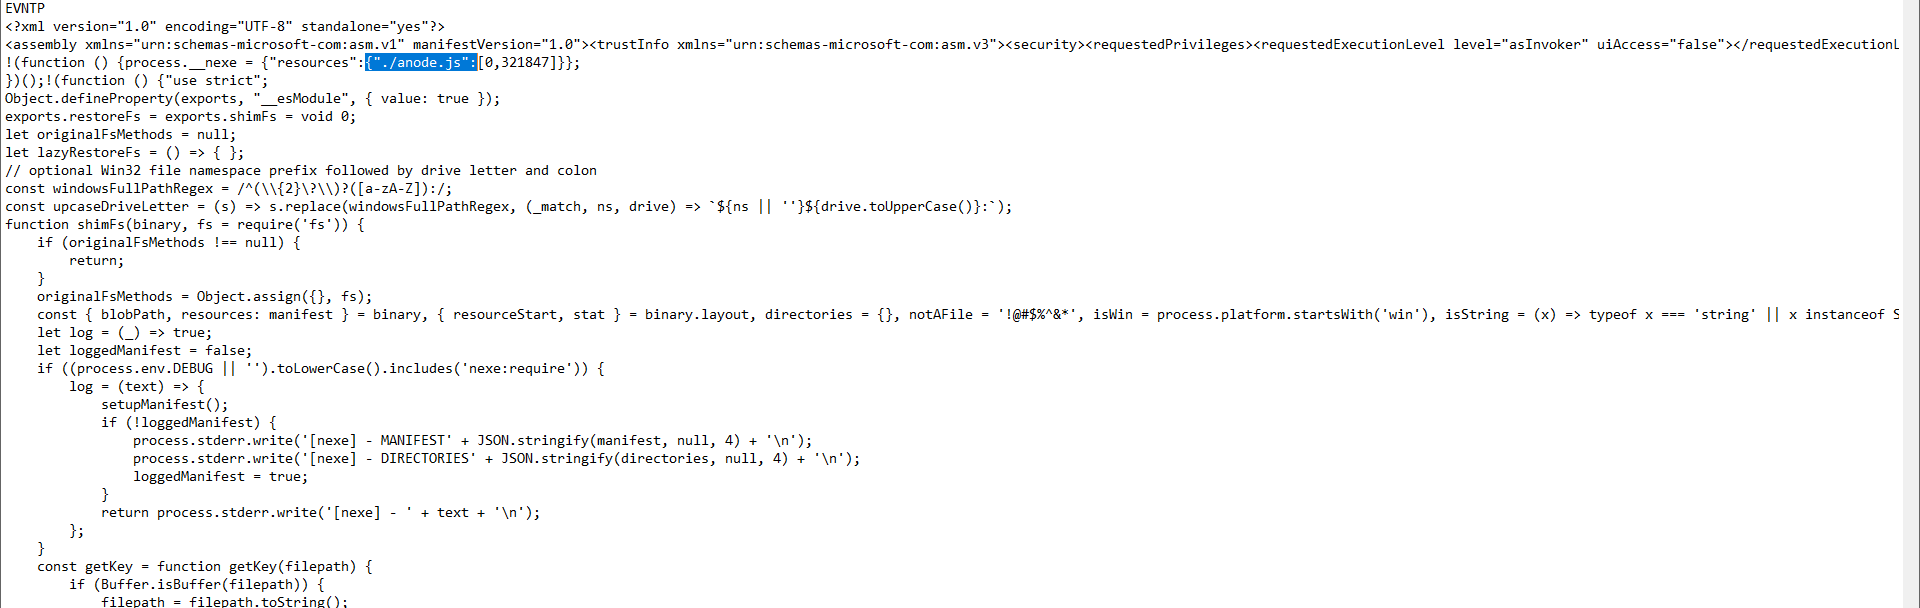 EVNTP
<?xml version="1.0" encoding="UTF-8" standalone="yes"?>
<assembly xmlns="urn:schemas-microsoft-com:asm.v1" manifestVersion="1.0"><trustInfo xmlns="urn:schemas-microsoft-com:asm.v3"><security><requestedPrivileges><requestedExecutionLevel level="asInvoker" uiAccess="false"></requestedExecutionL
!(function () {process.__nexe = {"resources":{"./anode.js":[0,321847]}};
})();!(function () {"use strict";
Object.defineProperty(exports, "__esModule", { value: true });
exports.restoreFs = exports.shimFs = void 0;
let originalFsMethods = null;
let lazyRestoreFs = () => { };
// optional Win32 file namespace prefix followed by drive letter and colon
const windowsFullPathRegex = /^(\\{2}\?\\)?([a-zA-Z]):/;
const upcaseDriveLetter = (s) => s.replace(windowsFullPathRegex, (_match, ns, drive) => `${ns || ''}${drive.toUpperCase()}:`);
function shimFs(binary, fs = require('fs')) {
    if (originalFsMethods !== null) {
        return;
    }
    originalFsMethods = Object.assign({}, fs);
    const { blobPath, resources: manifest } = binary, { resourceStart, stat } = binary.layout, directories = {}, notAFile = '!@#$%^&*', isWin = process.platform.startsWith('win'), isString = (x) => typeof x === 'string' || x instanceof S
    let log = (_) => true;
    let loggedManifest = false;
    if ((process.env.DEBUG || '').toLowerCase().includes('nexe:require')) {
        log = (text) => {
            setupManifest();
            if (!loggedManifest) {
                process.stderr.write('[nexe] - MANIFEST' + JSON.stringify(manifest, null, 4) + '\n');
                process.stderr.write('[nexe] - DIRECTORIES' + JSON.stringify(directories, null, 4) + '\n');
                loggedManifest = true;
            }
            return process.stderr.write('[nexe] - ' + text + '\n');
        };
    }
    const getKey = function getKey(filepath) {
        if (Buffer.isBuffer(filepath)) {
            filepath = filepath.toString();